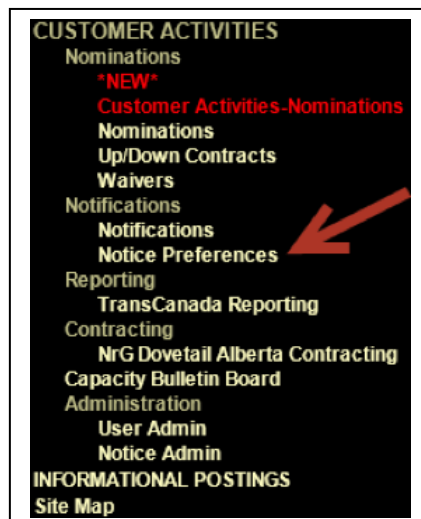 CUSTOMER ACTIVITIES
Nominations
*NEW*
Customer Activities-Nominations
Nominations
Up/Down Contracts
Waivers
Notifications
Notifications
Notice Preferences
Reporting
TransCanada Reporting
Contracting
NrG Dovetail Alberta Contracting
Capacity Bulletin Board
Administration
User Admin
Notice Admin
INFORMATIONAL POSTINGS
Site Map